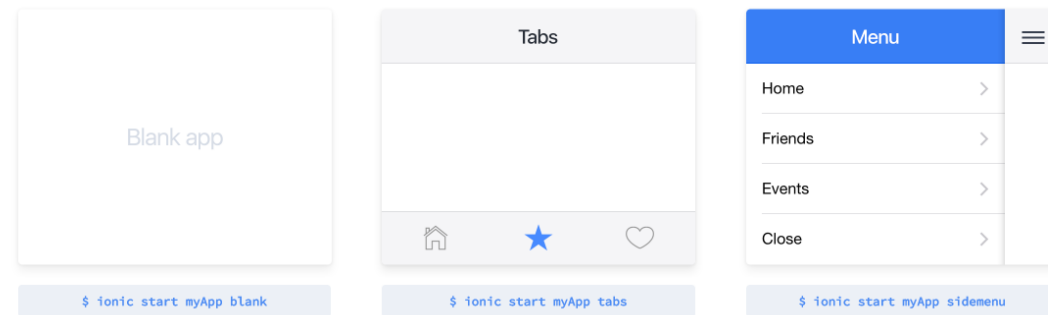 Blank app
$ ionic start myApp blank
Tabs
$ ionic start myApp tabs
Menu
Home
Friends
Events
Close
$ ionic start myApp sidemenu